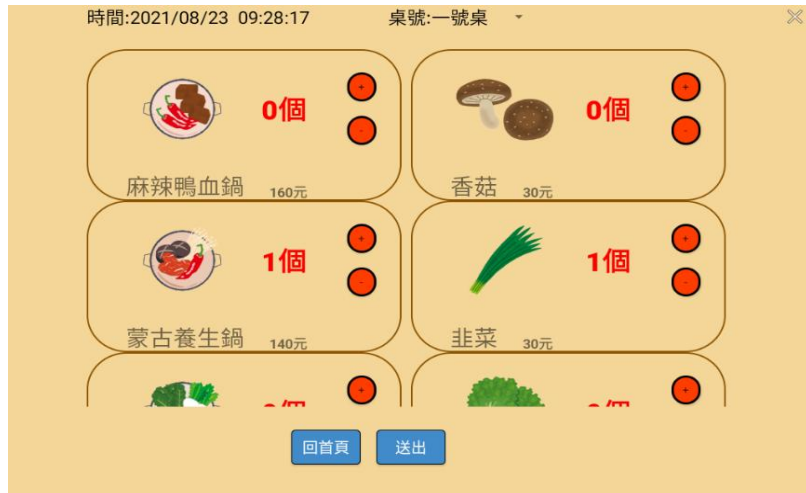 時間:2021/08/23 09:28:17 桌號:一號桌
0個 + -
麻辣鴨血鍋 160元
0個 + -
香菇 30元
1個 + -
蒙古養生鍋 140元
1個 + -
韭菜 30元
+
+
回首頁 送出